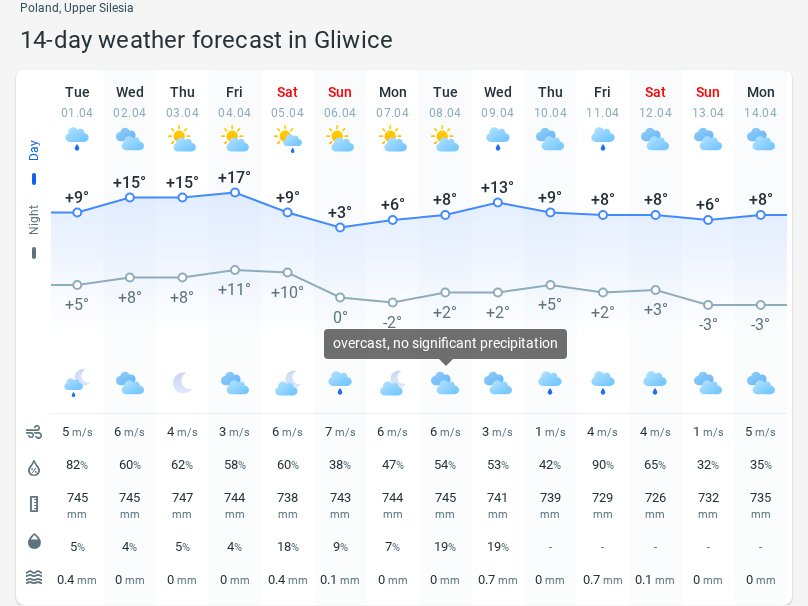 Poland, Upper Silesia
14-day weather forecast in Gliwice
Tue Wed Thu Fri Sat Sun Mon Tue Wed Thu Fri Sat Sun Mon
01.04 02.04 03.04 04.04 05.04 06.04 07.04 08.04 09.04 10.04 11.04 12.04 13.04 14.04
Day
+9° +15° +15° +17° +9° +3° +6° +8° +13° +9° +8° +8° +6° +8°
Night
+5° +8° +8° +11° +10° 0° -2° +2° +2° +5° +2° +3° -3° -3°
overcast, no significant precipitation
5 m/s 6 m/s 4 m/s 3 m/s 6 m/s 7 m/s 6 m/s 6 m/s 3 m/s 1 m/s 4 m/s 4 m/s 1 m/s 5 m/s
82% 60% 62% 58% 60% 38% 47% 54% 53% 42% 90% 65% 32% 35%
745 745 747 744 738 743 744 745 741 739 729 726 732 735
mm mm mm mm mm mm mm mm mm mm mm mm mm mm
5% 4% 5% 4% 18% 9% 7% 19% 19% - - - - -
0.4 mm 0 mm 0 mm 0 mm 0.4 mm 0.1 mm 0 mm 0 mm 0.7 mm 0 mm 0.7 mm 0.1 mm 0 mm 0 mm